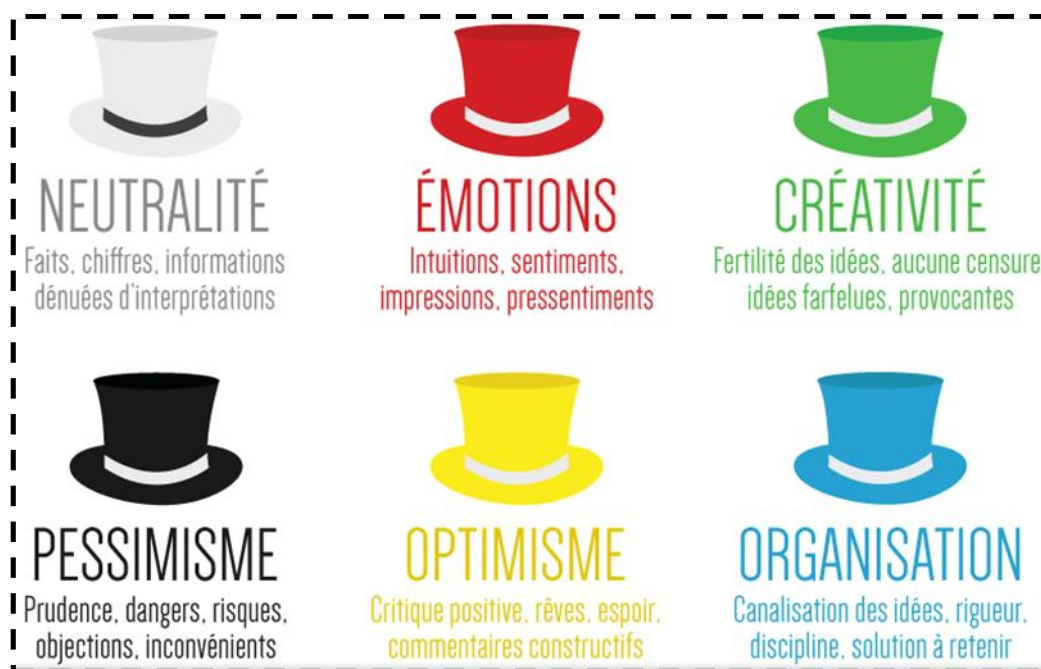 NEUTRALITÉ
Faits, chiffres, informations
dénuées d'interprétations
ÉMOTIONS
Intuitions, sentiments,
impressions, pressentiments
CRÉATIVITÉ
Fertilité des idées, aucune censure
idées farfelues, provocantes
PESSIMISME
Prudence, dangers, risques,
objections, inconvénients
OPTIMISME
Critique positive, rêves, espoir,
commentaires constructifs
ORGANISATION
Canalisation des idées, rigueur,
discipline, solution à retenir